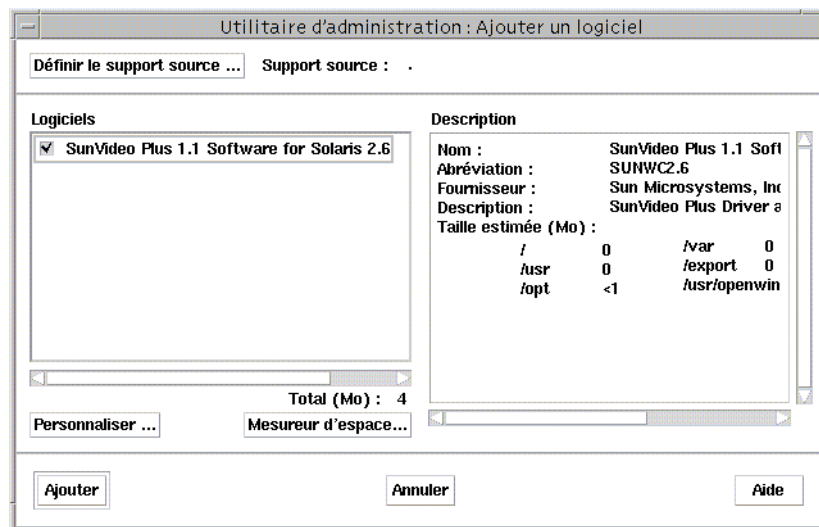 Utilitaire d'administration : Ajouter un logiciel
Définir le support source ... Support source : .
Logiciels
SunVideo Plus 1.1 Software for Solaris 2.6
Total (Mo) : 4
Personnaliser ... Mesureur d'espace...
Description
Nom : SunVideo Plus 1.1 Soft
Abréviation : SUNWC2.6
Fournisseur : Sun Microsystems, Inc
Description : SunVideo Plus Driver a
Taille estimée (Mo) :
/ 0 /var 0
/usr 0 /export 0
/opt <1 /usr/openwin
Ajouter Annuler Aide